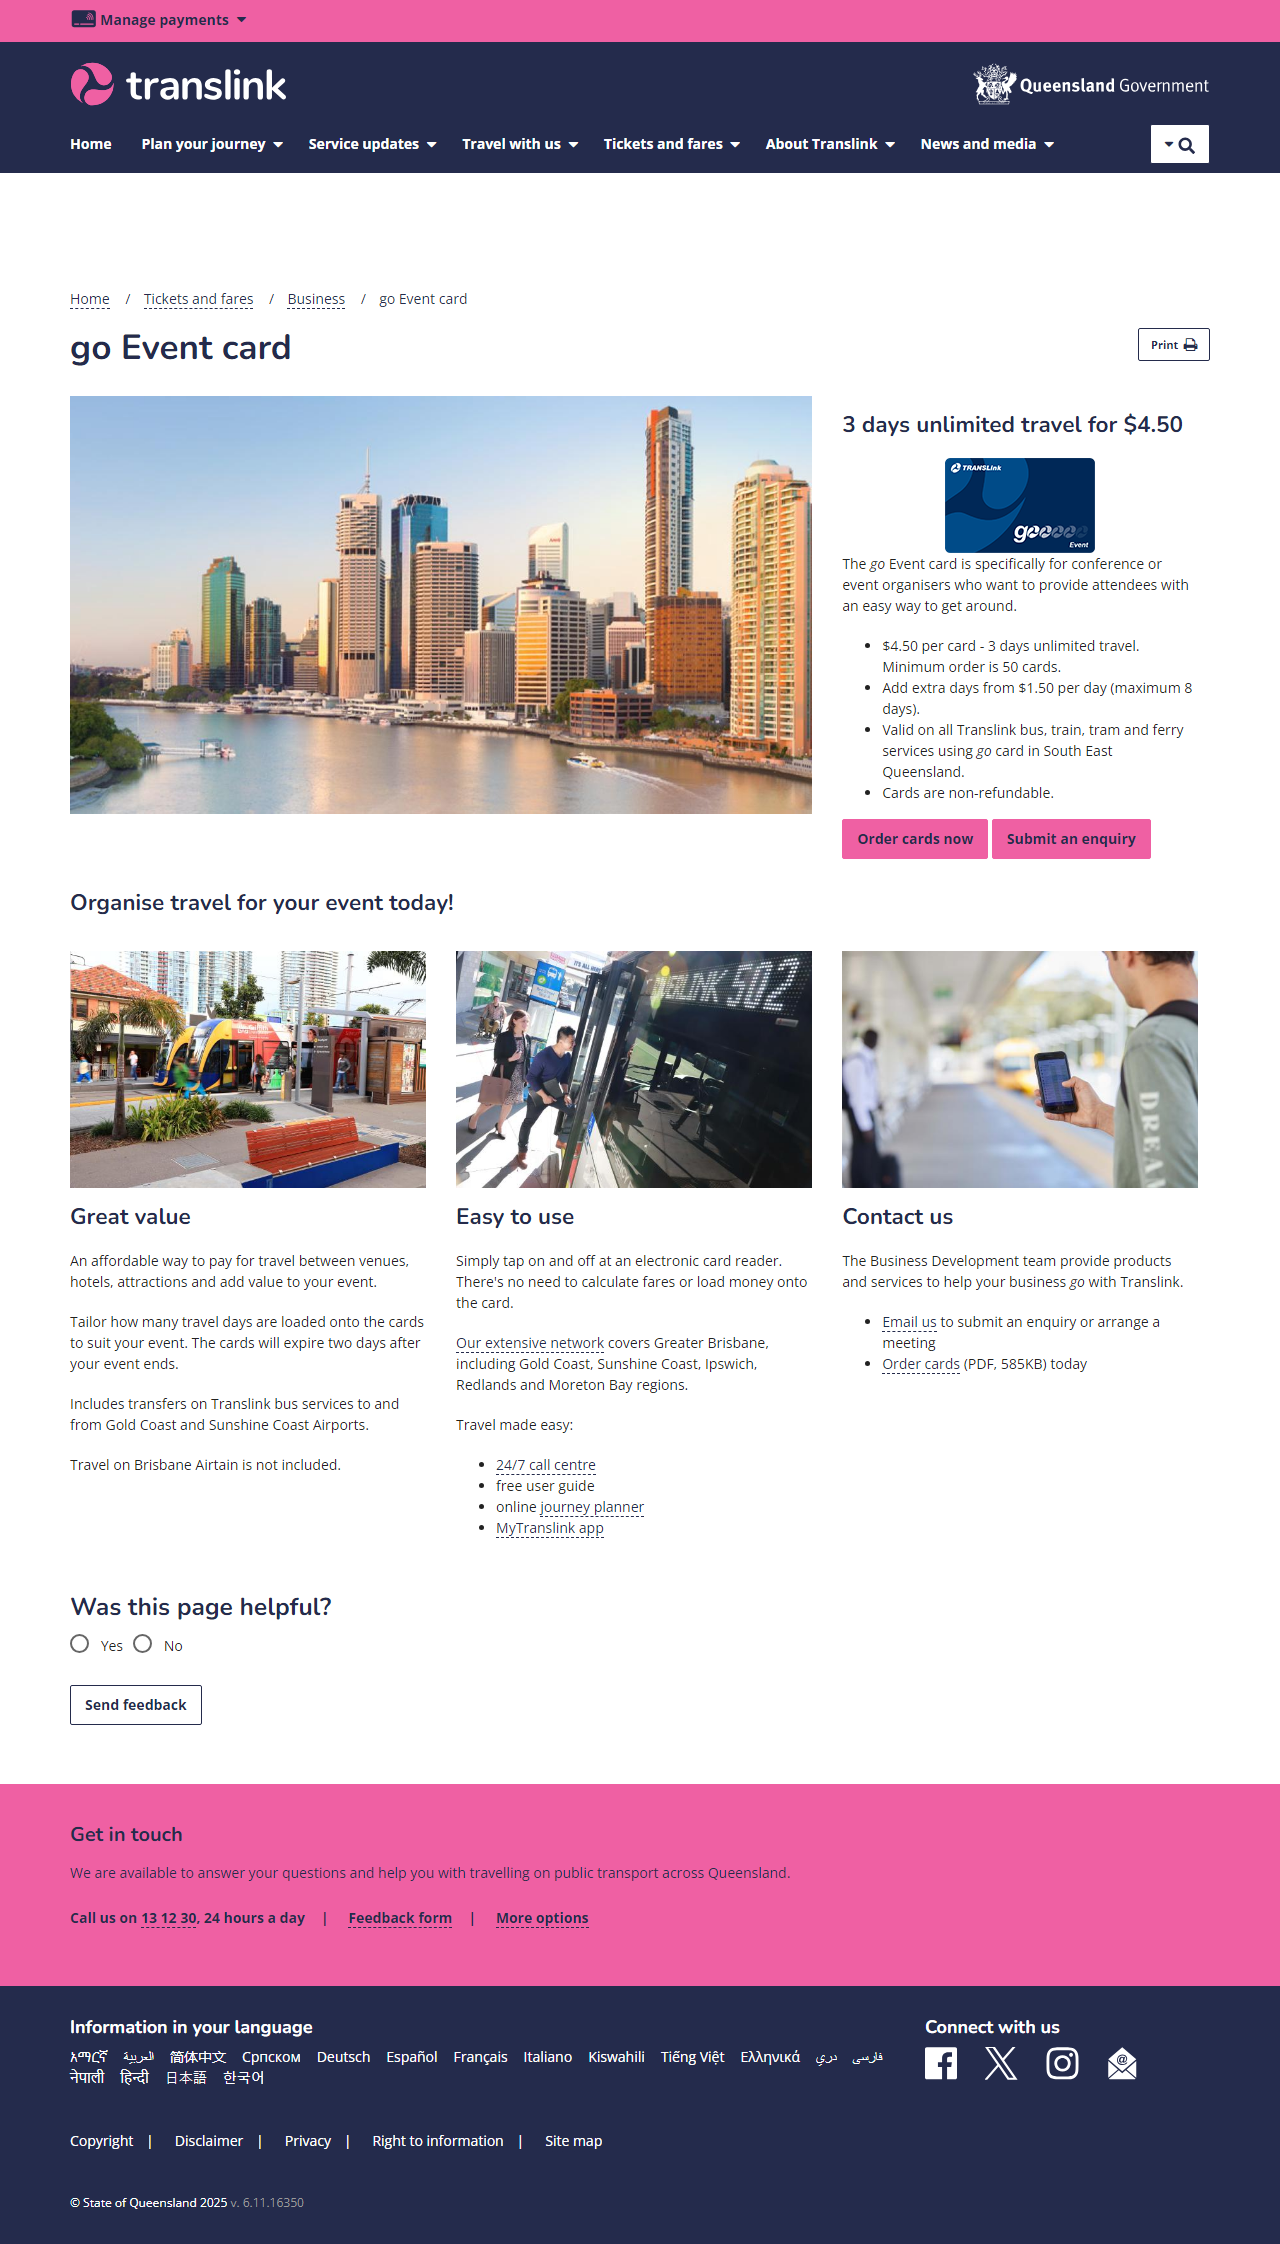 Manage payments
translink
Queensland Government
Home Plan your journey Service updates Travel with us Tickets and fares About Translink News and media
Home / Tickets and fares / Business / go Event card
go Event card
Print
3 days unlimited travel for $4.50
TRANSLink
go
Event
The go Event card is specifically for conference or
event organisers who want to provide attendees with
an easy way to get around.
$4.50 per card - 3 days unlimited travel.
Minimum order is 50 cards.
Add extra days from $1.50 per day (maximum 8
days).
Valid on all Translink bus, train, tram and ferry
services using go card in South East
Queensland.
Cards are non-refundable.
Order cards now Submit an enquiry
Organise travel for your event today!
502
DREAM
Great value
An affordable way to pay for travel between venues,
hotels, attractions and add value to your event.
Tailor how many travel days are loaded onto the cards
to suit your event. The cards will expire two days after
your event ends.
Includes transfers on Translink bus services to and
from Gold Coast and Sunshine Coast Airports.
Travel on Brisbane Airtain is not included.
Easy to use
Simply tap on and off at an electronic card reader.
There's no need to calculate fares or load money onto
the card.
Our extensive network covers Greater Brisbane,
including Gold Coast, Sunshine Coast, Ipswich,
Redlands and Moreton Bay regions.
Travel made easy:
24/7 call centre
free user guide
online journey planner
MyTranslink app
Contact us
The Business Development team provide products
and services to help your business go with Translink.
Email us to submit an enquiry or arrange a
meeting
Order cards (PDF, 585KB) today
Was this page helpful?
Yes No
Send feedback
Get in touch
We are available to answer your questions and help you with travelling on public transport across Queensland.
Call us on 13 12 30, 24 hours a day | Feedback form | More options
Information in your language
አማርኛ العربية 简体中文 Српском Deutsch Español Français Italiano Kiswahili Tiếng Việt Ελληνικά دري فارسی
नेपाली हिन्दी 日本語 한국어
Connect with us
Copyright | Disclaimer | Privacy | Right to information | Site map
© State of Queensland 2025 v. 6.11.16350